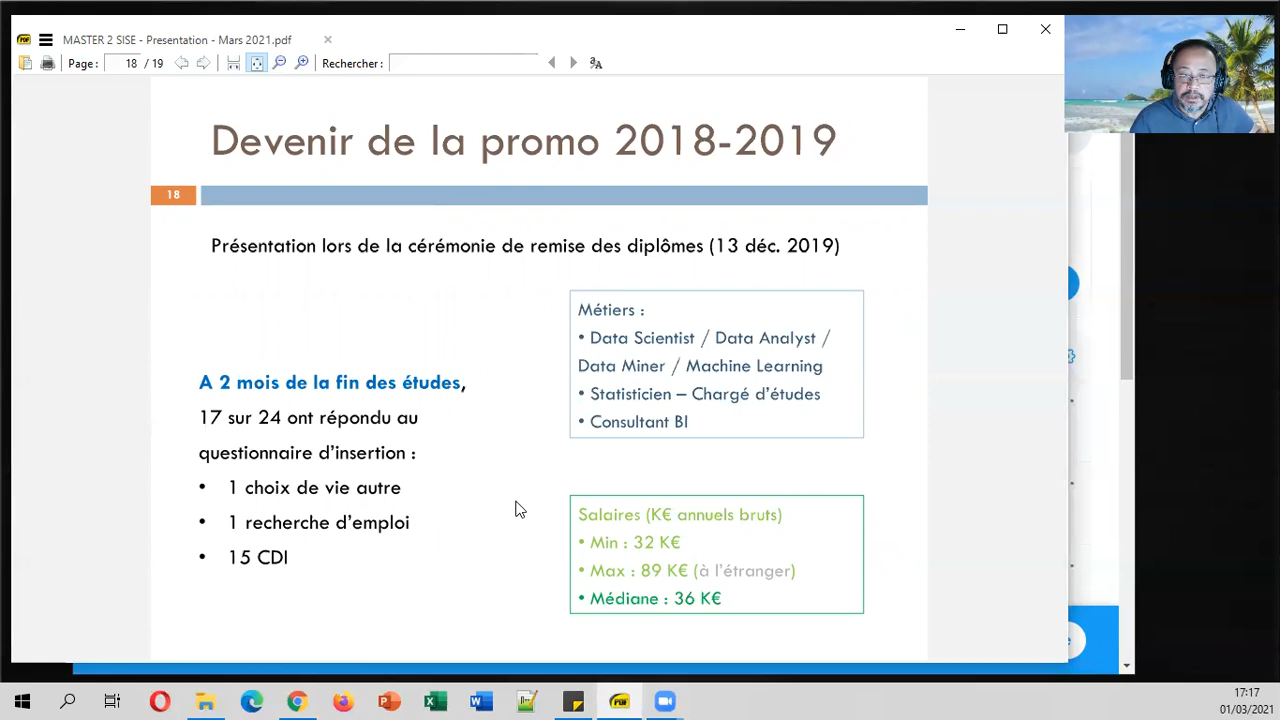 MASTER 2 SISE - Presentation - Mars 2021.pdf
Page : 18 / 19 Rechercher :
Devenir de la promo 2018-2019
18
Présentation lors de la cérémonie de remise des diplômes (13 déc. 2019)
Métiers :
• Data Scientist / Data Analyst /
Data Miner / Machine Learning
• Statisticien – Chargé d'études
• Consultant BI
A 2 mois de la fin des études,
17 sur 24 ont répondu au
questionnaire d'insertion :
• 1 choix de vie autre
• 1 recherche d'emploi
• 15 CDI
Salaires (K€ annuels bruts)
• Min : 32 K€
• Max : 89 K€ (à l'étranger)
• Médiane : 36 K€
17:17
01/03/2021